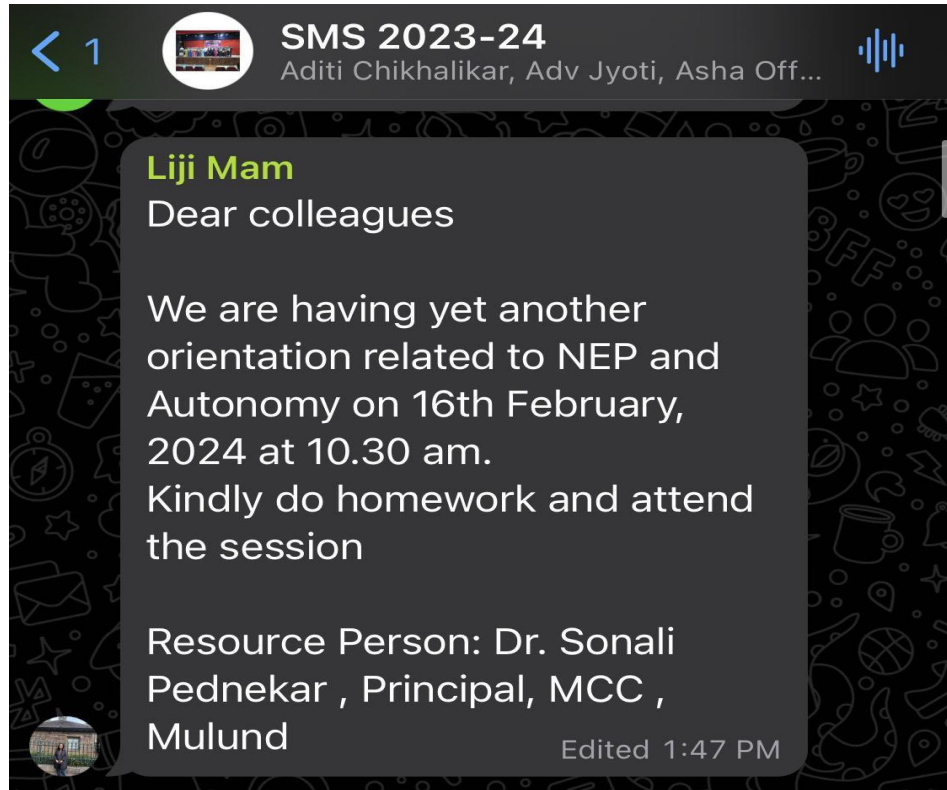 1
SMS 2023-24
Aditi Chikhalikar, Adv Jyoti, Asha Off...
Liji Mam
Dear colleagues
We are having yet another
orientation related to NEP and
Autonomy on 16th February,
2024 at 10.30 am.
Kindly do homework and attend
the session
Resource Person: Dr. Sonali
Pednekar , Principal, MCC ,
Mulund
Edited 1:47 PM